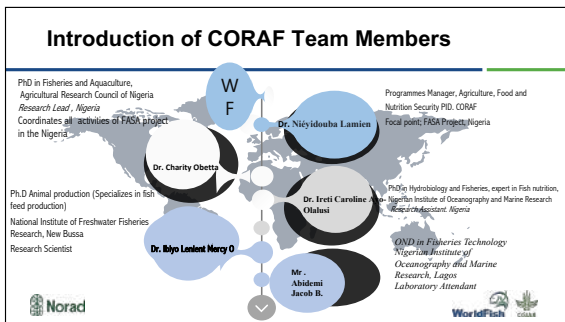 Introduction of CORAF Team Members
W
F
PhD in Fisheries and Aquaculture,
Agricultural Research Council of Nigeria
Research Lead , Nigeria
Coordinates all activities of FASA project
in the Nigeria
Dr. Niéyidouba Lamien
Programmes Manager, Agriculture, Food and
Nutrition Security PID. CORAF
Focal point; FASA Project, Nigeria
Dr. Charity Obetta
Ph.D Animal production (Specializes in fish
feed production)
National Institute of Freshwater Fisheries
Research, New Bussa
Research Scientist
Dr. Ireti Caroline
Olalusi
PhD in Hydrobiology and Fisheries, expert in Fish nutrition,
Nigerian Institute of Oceanography and Marine Research
Research Assistant. Nigeria
Dr. Ibiyo Lenient Mercy O
OND in Fisheries Technology
Nigerian Institute of
Oceanography and Marine
Research, Lagos
Laboratory Attendant
Mr .
Abidemi
Jacob B.
Norad
WorldFish
CGIAR